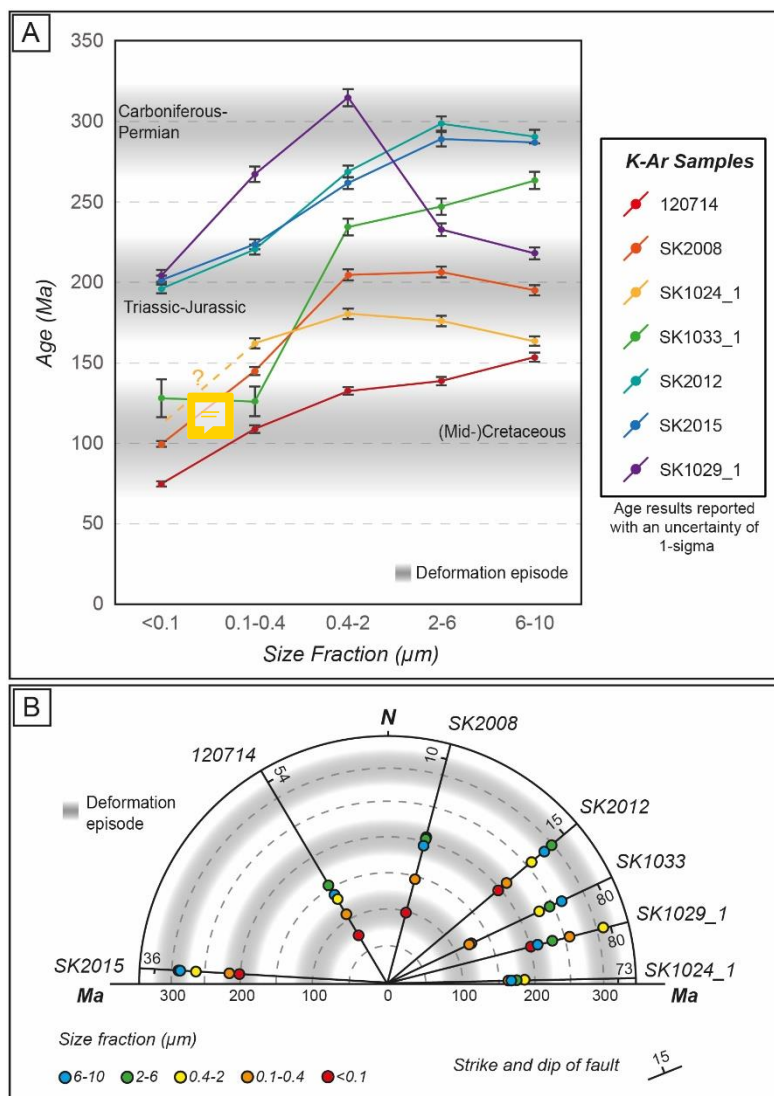 A
350
300
250
200
150
100
50
0
Age (Ma)
Carboniferous-
Permian
Triassic-Jurassic
?
(Mid-)Cretaceous
Deformation episode
<0.1
0.1-0.4
0.4-2
2-6
6-10
Size Fraction (μm)
K-Ar Samples
120714
SK2008
SK1024_1
SK1033_1
SK2012
SK2015
SK1029_1
Age results reported
with an uncertainty of
1-sigma
B
N
120714
54
SK2008
10
SK2012
15
SK1033
80
SK1029_1
80
SK1024_1
73
SK2015
36
Deformation
episode
Ma
300
200
100
0
100
200
300
Ma
Size fraction (μm)
6-10
2-6
0.4-2
0.1-0.4
<0.1
Strike and dip of fault
15